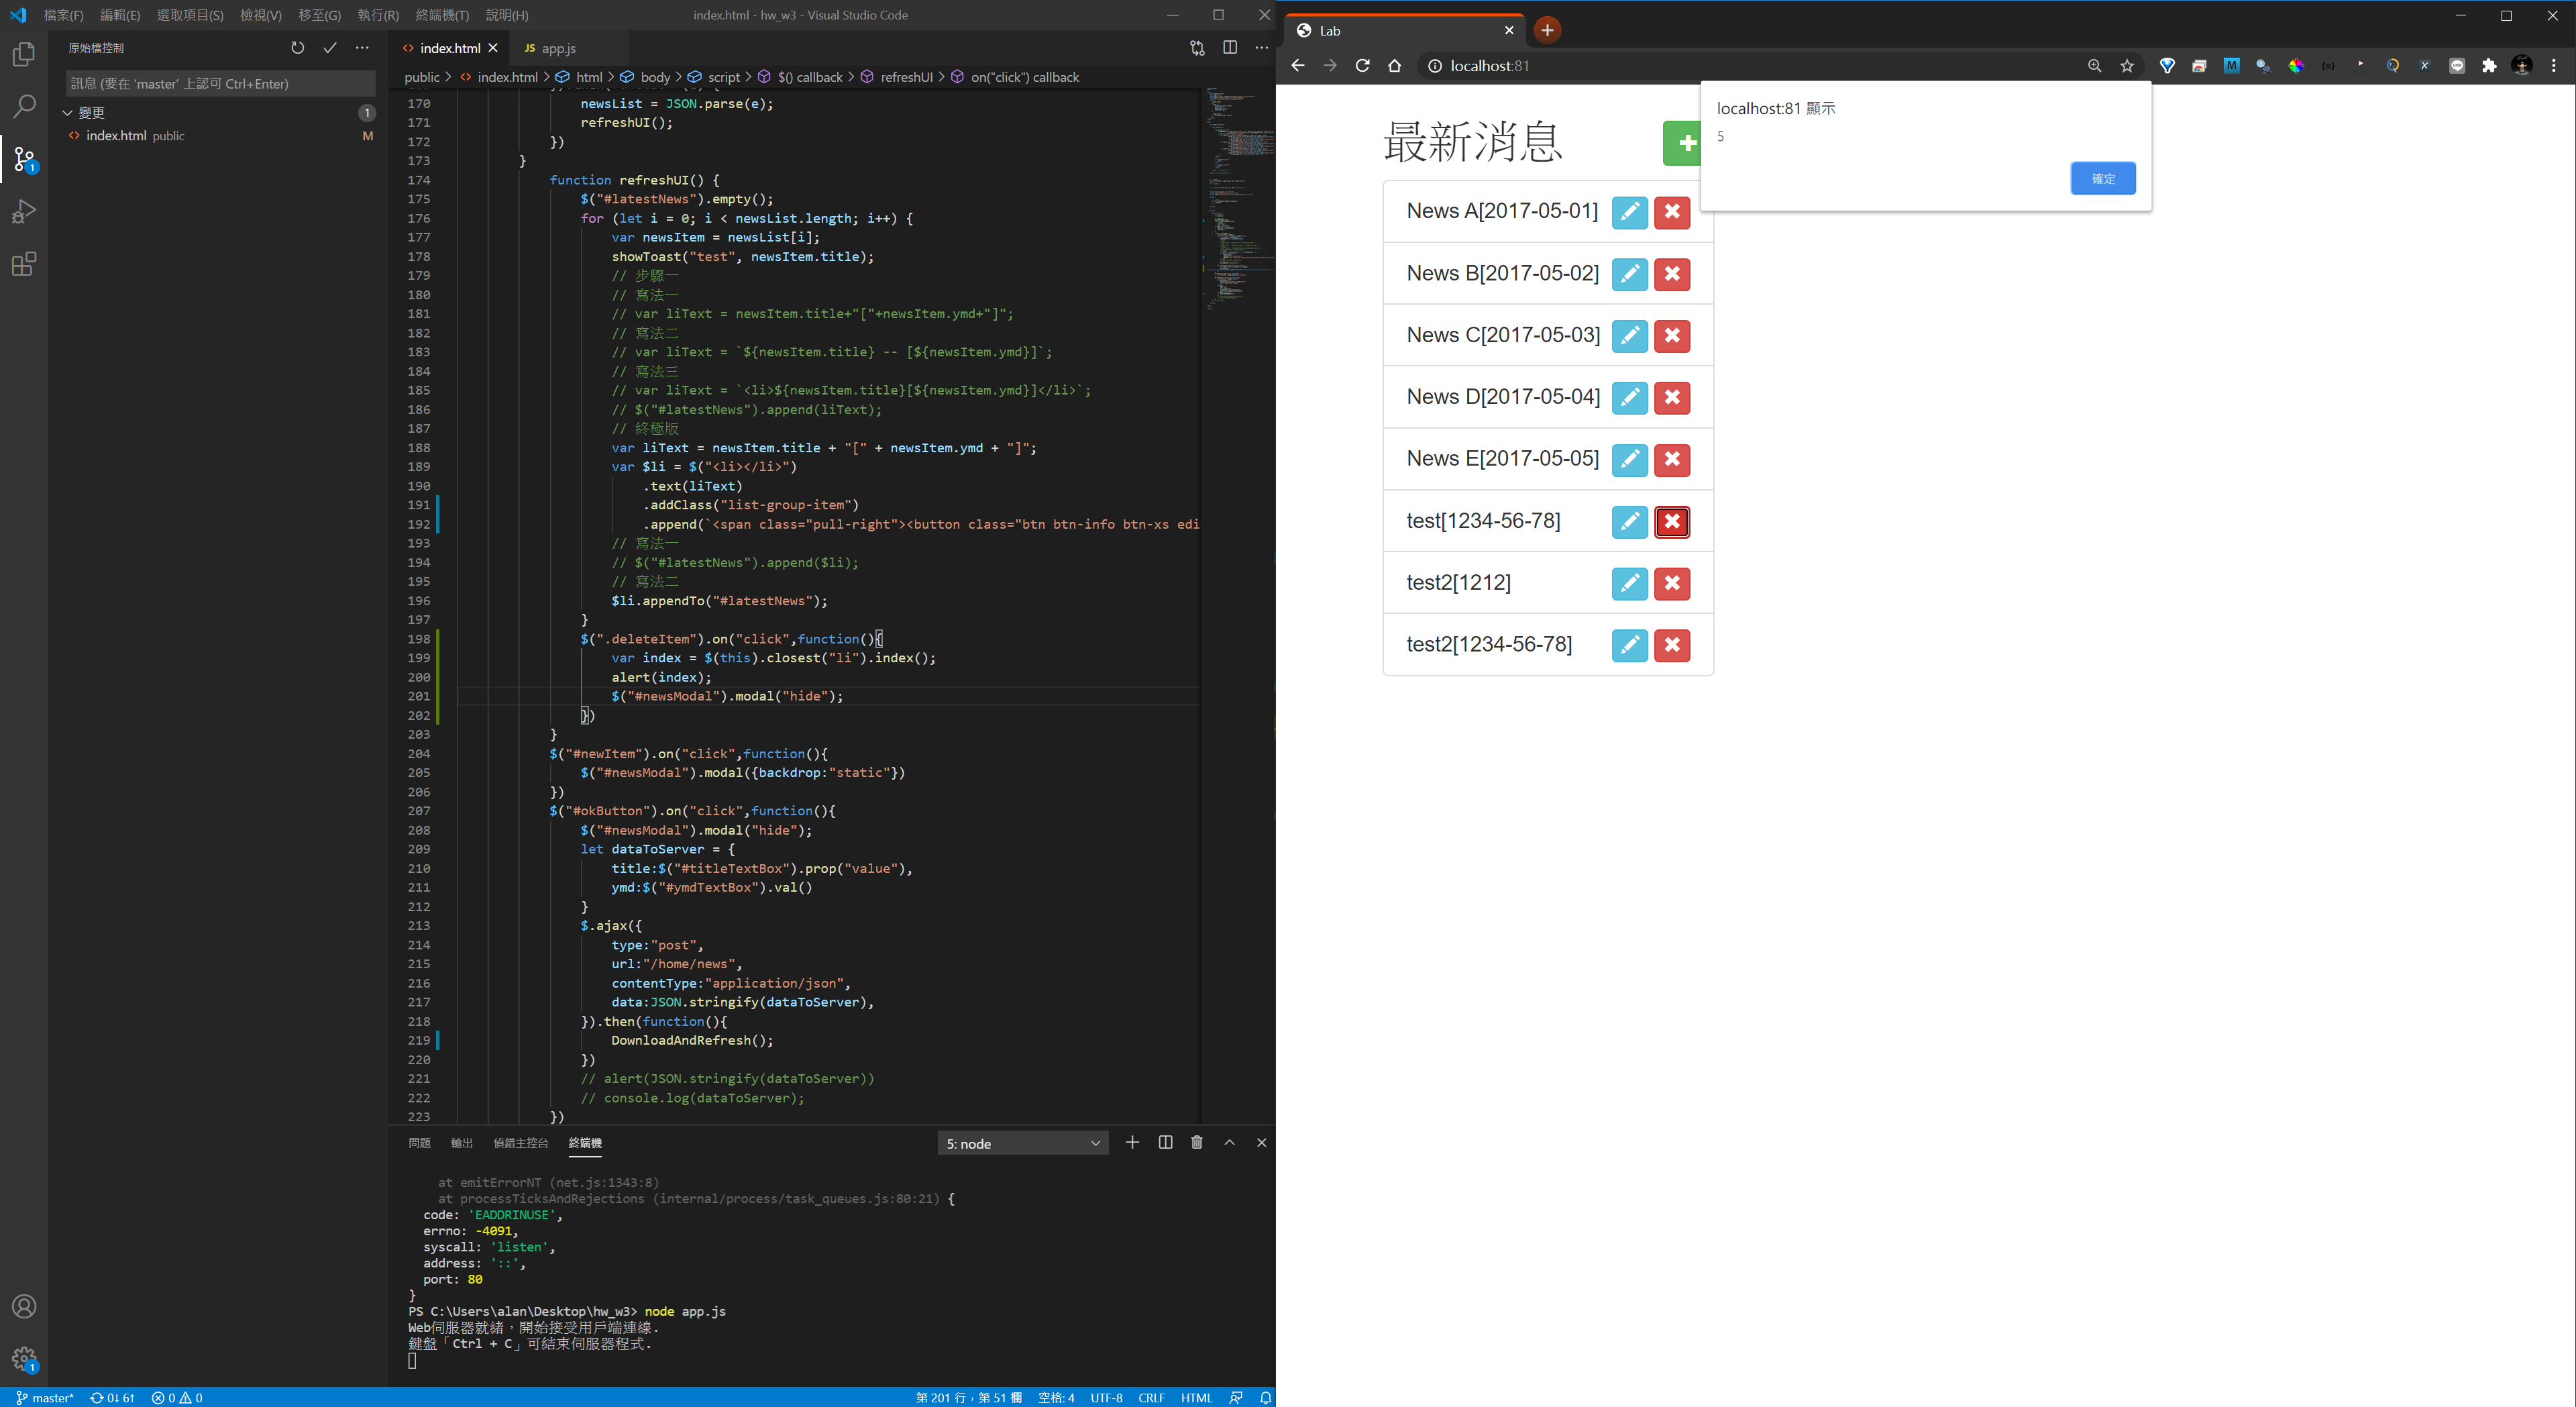 檔案(F) 編輯(E) 選取項目(S) 檢視(V) 移至(G) 執行(R) 終端機(T) 說明(H)
index.html - hw_w3 - Visual Studio Code
原始檔控制
訊息 (要在 ‘master’ 上認可 Ctrl+Enter)
變更 1
index.html public M
1
1
index.html
JS app.js
public > index.html > html > body > script > $() callback > refreshUI > on("click") callback
170 newsList = JSON.parse(e);
171 refreshUI();
172 })
173 }
174 function refreshUI() {
175 $("#latestNews").empty();
176 for (let i = 0; i < newsList.length; i++) {
177 var newsItem = newsList[i];
178 showToast("test", newsItem.title);
179 // 步驟一
180 // 寫法一
181 // var liText = newsItem.title+"["+newsItem.ymd+"]";
182 // 寫法二
183 // var liText = `${newsItem.title} -- [${newsItem.ymd}]`;
184 // 寫法三
185 // var liText = `<li>${newsItem.title}[${newsItem.ymd}]</li>`;
186 // $("#latestNews").append(liText);
187 // 終極版
188 var liText = newsItem.title + "[" + newsItem.ymd + "]";
189 var $li = $("<li></li>")
190 .text(liText)
191 .addClass("list-group-item")
192 .append(`<span class="pull-right"><button class="btn btn-info btn-xs edi
193 // 寫法一
194 // $("#latestNews").append($li);
195 // 寫法二
196 $li.appendTo("#latestNews");
197 }
198 $(".deleteItem").on("click",function(){
199 var index = $(this).closest("li").index();
200 alert(index);
201 $("#newsModal").modal("hide");
202 })
203 }
204 $("#newItem").on("click",function(){
205 $("#newsModal").modal({backdrop:"static"})
206 })
207 $("#okButton").on("click",function(){
208 $("#newsModal").modal("hide");
209 let dataToServer = {
210 title:$("#titleTextBox").prop("value"),
211 ymd:$("#ymdTextBox").val()
212 }
213 $.ajax({
214 type:"post",
215 url:"/home/news",
216 contentType:"application/json",
217 data:JSON.stringify(dataToServer),
218 }).then(function(){
219 DownloadAndRefresh();
220 })
221 // alert(JSON.stringify(dataToServer))
222 // console.log(dataToServer);
223 })
問題 輸出 偵錯主控台 終端機
5: node
at emitErrorNT (net.js:1343:8)
at processTicksAndRejections (internal/process/task_queues.js:80:21) {
code: 'EADDRINUSE',
errno: -4091,
syscall: 'listen',
address: '::',
port: 80
}
PS C:\Users\alan\Desktop\hw_w3> node app.js
Web伺服器就緒，開始接受用戶端連線.
鍵盤「Ctrl + C」可結束伺服器程式.
master* 0↓ 6↑ 0 0
第 201 行，第 51 欄 空格: 4 UTF-8 CRLF HTML
Lab
localhost:81
localhost:81 顯示
5
確定
最新消息
News A[2017-05-01]
News B[2017-05-02]
News C[2017-05-03]
News D[2017-05-04]
News E[2017-05-05]
test[1234-56-78]
test2[1212]
test2[1234-56-78]